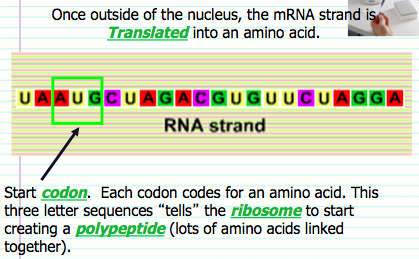 Once outside of the nucleus, the mRNA strand is
Translated into an amino acid.
U A A U G C U A G A C G U G U U C U A G G A
RNA strand
Start codon. Each codon codes for an amino acid. This
three letter sequences “tells” the ribosome to start
creating a polypeptide (lots of amino acids linked
together).